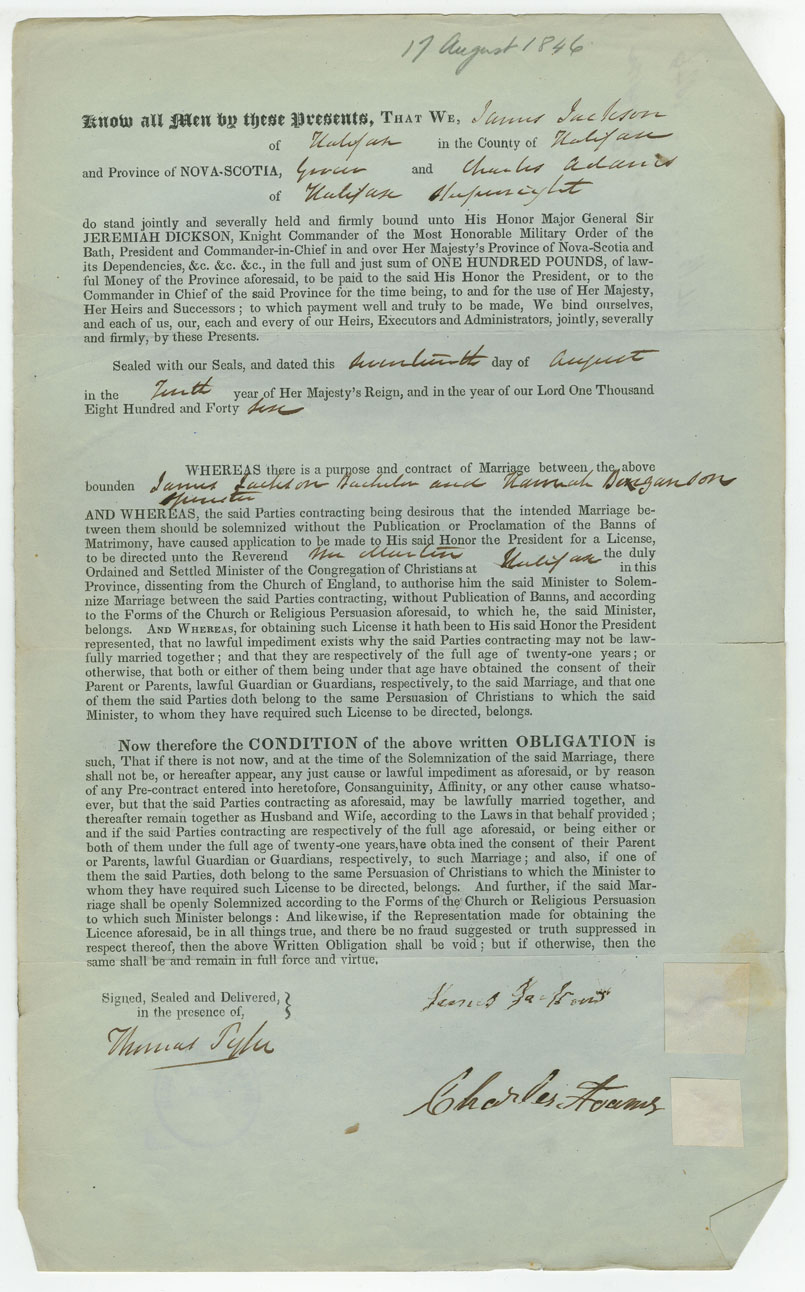 17 August 1846
Know all Men by these Presents, THAT WE, James Jackson
of Halifax in the County of Halifax
and Province of NOVA-SCOTIA, Grocer and Charles Adams
of Halifax Shipwright
do stand jointly and severally held and firmly bound unto His Honor Major General Sir
JEREMIAH DICKSON, Knight Commander of the Most Honorable Military Order of the
Bath, President and Commander-in-Chief in and over Her Majesty's Province of Nova-Scotia and
its Dependencies, &c. &c. &c., in the full and just sum of ONE HUNDRED POUNDS, of law-
ful Money of the Province aforesaid, to be paid to the said His Honor the President, or to the
Commander in Chief of the said Province for the time being, to and for the use of Her Majesty,
Her Heirs and Successors; to which payment well and truly to be made, We bind ourselves,
and each of us, our, each and every of our Heirs, Executors and Administrators, jointly, severally
and firmly, by these Presents.
Sealed with our Seals, and dated this seventeenth day of August
in the Tenth year of Her Majesty's Reign, and in the year of our Lord One Thousand
Eight Hundred and Forty six
WHEREAS there is a purpose and contract of Marriage between the above
bounden James Jackson Bachelor and Hannah
Spinster
AND WHEREAS, the said Parties contracting being desirous that the intended Marriage be-
tween them should be solemnized without the Publication or Proclamation of the Banns of
Matrimony, have caused application to be made to His said Honor the President for a License,
to be directed unto the Reverend Mr Martin Halifax the duly
Ordained and Settled Minister of the Congregation of Christians at in this
Province, dissenting from the Church of England, to authorise him the said Minister to Solem-
nize Marriage between the said Parties contracting, without Publication of Banns, and according
to the Forms of the Church or Religious Persuasion aforesaid, to which he, the said Minister,
belongs. AND WHEREAS, for obtaining such License it hath been to His said Honor the President
represented, that no lawful impediment exists why the said Parties contracting may not be law-
fully married together; and that they are respectively of the full age of twenty-one years; or
otherwise, that both or either of them being under that age have obtained the consent of their
Parent or Parents, lawful Guardian or Guardians, respectively, to the said Marriage, and that one
of them the said Parties doth belong to the same Persuasion of Christians to which the said
Minister, to whom they have required such License to be directed, belongs.
Now therefore the CONDITION of the above written OBLIGATION is
such, That if there is not now, and at the time of the Solemnization of the said Marriage, there
shall not be, or hereafter appear, any just cause or lawful impediment as aforesaid, or by reason
of any Pre-contract entered into heretofore, Consanguinity, Affinity, or any other cause whatso-
ever, but that the said Parties contracting as aforesaid, may be lawfully married together, and
thereafter remain together as Husband and Wife, according to the Laws in that behalf provided;
and if the said Parties contracting are respectively of the full age aforesaid, or being either or
both of them under the full age of twenty-one years,have obta ined the consent of their Parent
or Parents, lawful Guardian or Guardians, respectively, to such Marriage; and also, if one of
them the said Parties, doth belong to the same Persuasion of Christians to which the Minister to
whom they have required such License to be directed, belongs. And further, if the said Mar-
riage shall be openly Solemnized according to the Forms of the Church or Religious Persuasion
to which such Minister belongs: And likewise, if the Representation made for obtaining the
Licence aforesaid, be in all things true, and there be no fraud suggested or truth suppressed in
respect thereof, then the above Written Obligation shall be void; but if otherwise, then the
same shall be and remain in full force and virtue.
Signed, Sealed and Delivered,
in the presence of,
James Jackson
Thomas
Charles Adams